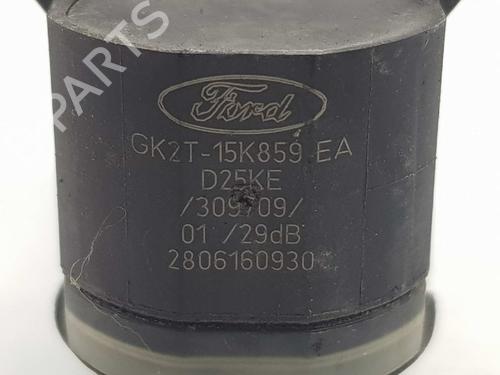 PARTS
Ford
GK2T-15K859 EA
D25KE
/309/09/
01 /29dB
2806160930